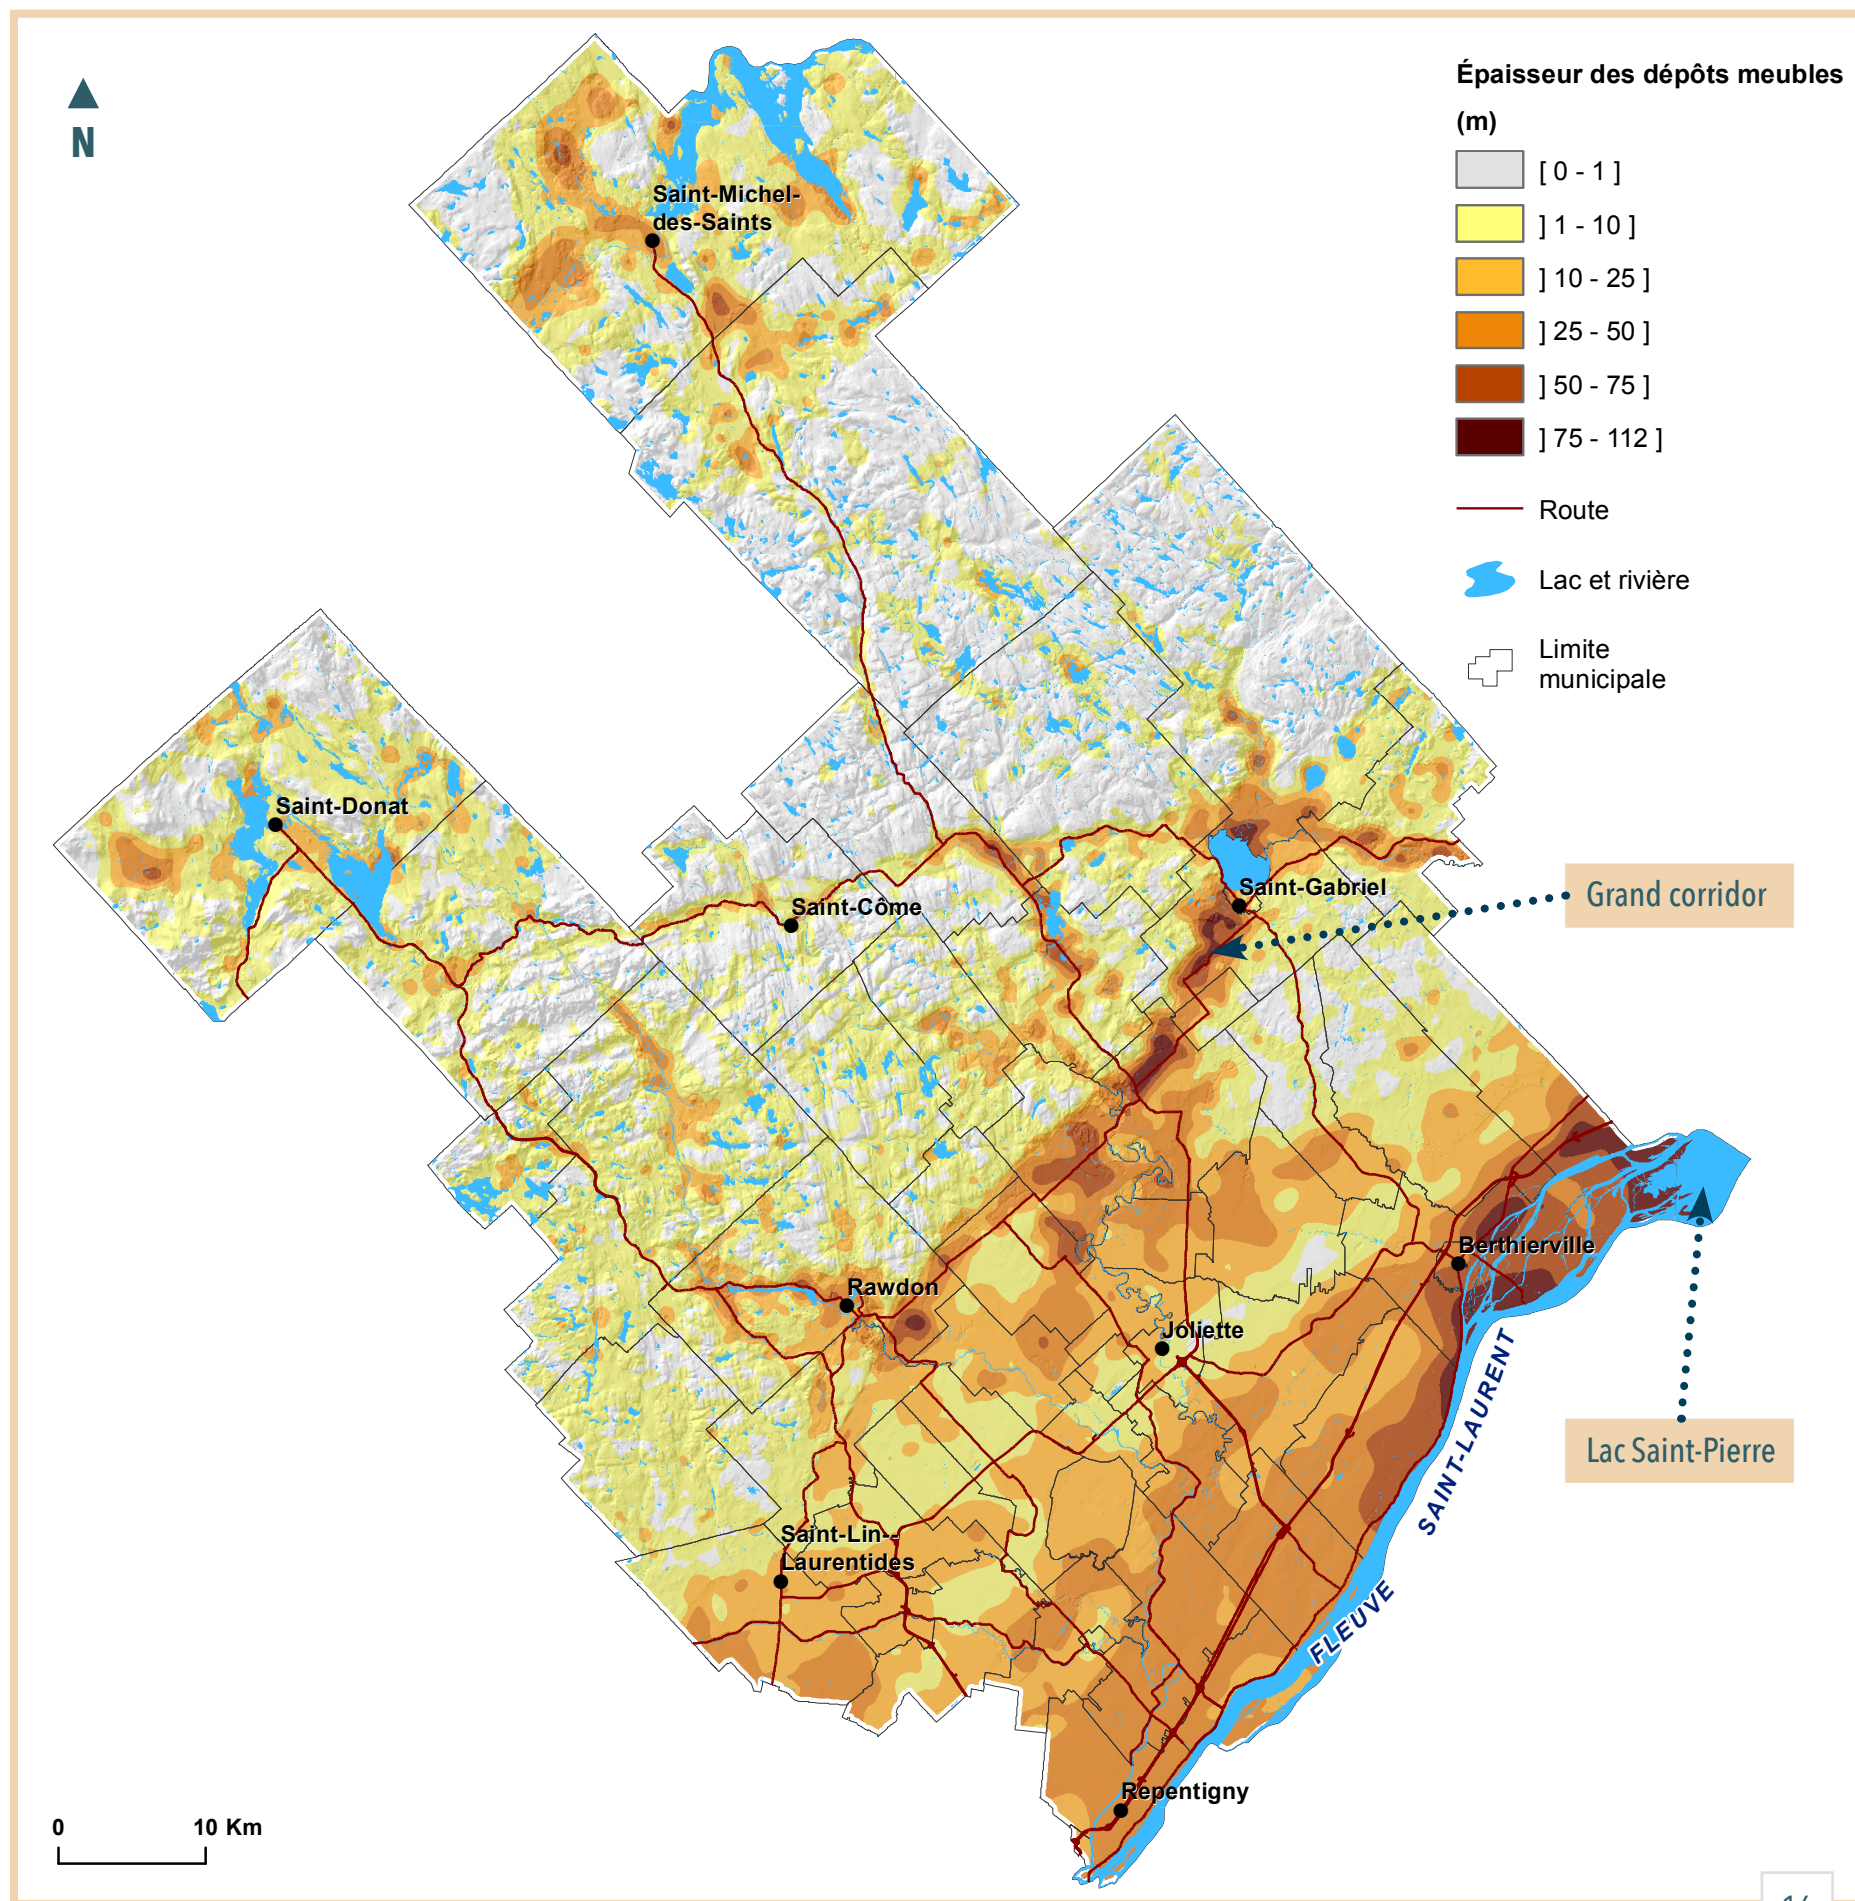 N
Épaisseur des dépôts meubles
(m)
[ 0 - 1 ]
] 1 - 10 ]
] 10 - 25 ]
] 25 - 50 ]
] 50 - 75 ]
] 75 - 112 ]
Route
Lac et rivière
Limite
municipale
Saint-Michel-
des-Saints
Saint-Donat
Saint-Côme
Saint-Gabriel
Grand corridor
Berthierville
Rawdon
Joliette
Lac Saint-Pierre
Saint-Lin--
Laurentides
FLEUVE SAINT-LAURENT
Repentigny
0 10 Km